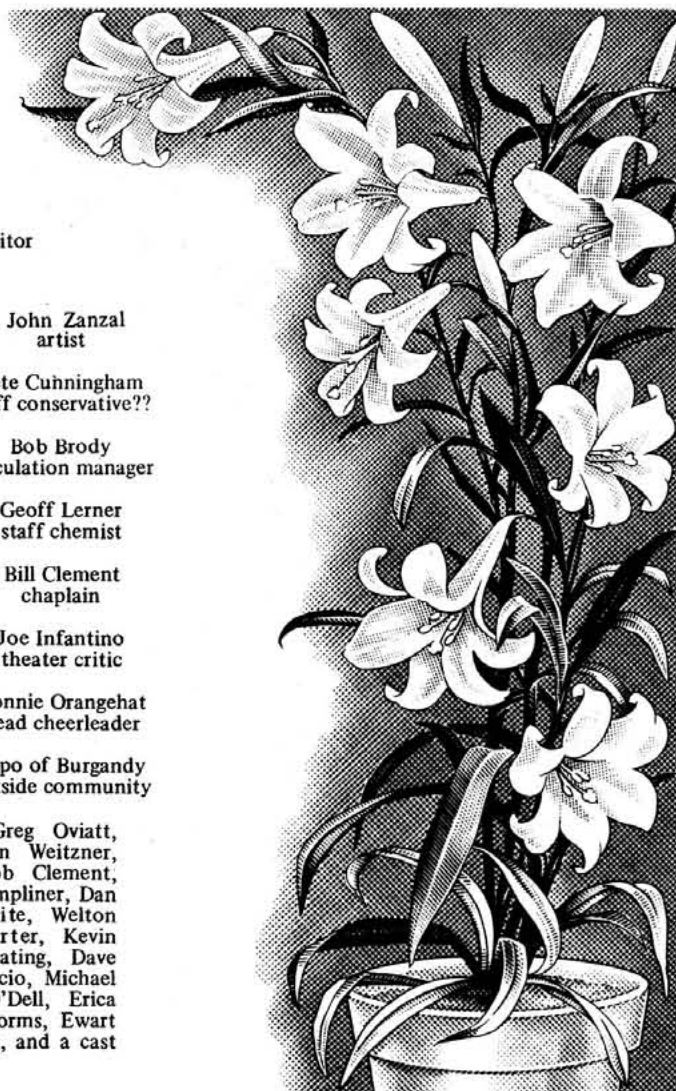 itor
John Zanzal
artist
te Cunningham
ff conservative??
Bob Brody
culation manager
Geoff Lerner
staff chemist
Bill Clement
chaplain
Joe Infantino
theater critic
onnie Orangehat
ead cheerleader
po of Burgandy
tside community
Greg Oviatt,
n Weitzner,
ob Clement,
mpliner, Dan
ite, Welton
rter, Kevin
ating, Dave
cio, Michael
'Dell, Erica
orms, Ewart
, and a cast